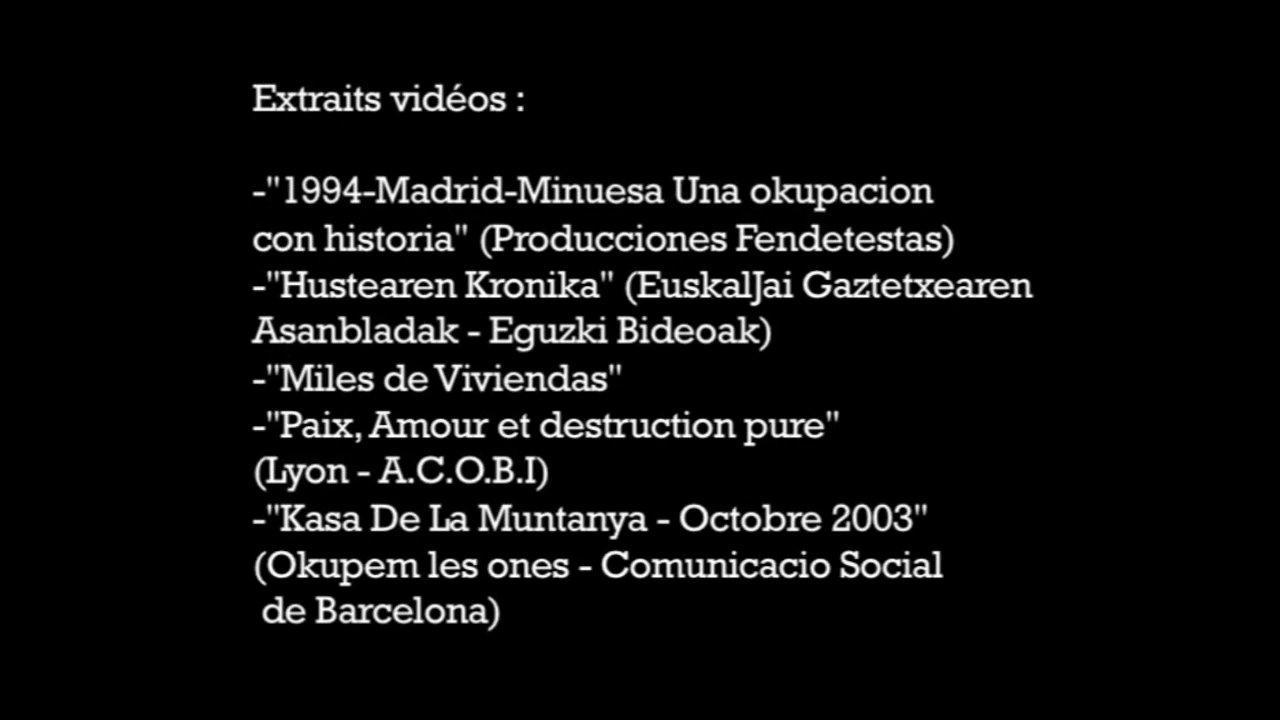 Extraits vidéos :
-"1994-Madrid-Minuesa Una okupacion
con historia" (Producciones Fendetestas)
-"Hustearen Kronika" (EuskalJai Gaztetxearen
Asanbladak - Eguzki Bideoak)
-"Miles de Viviendas"
-"Paix, Amour et destruction pure"
(Lyon - A.C.O.B.I)
-"Kasa De La Muntanya - Octobre 2003"
(Okupem les ones - Comunicacio Social
de Barcelona)